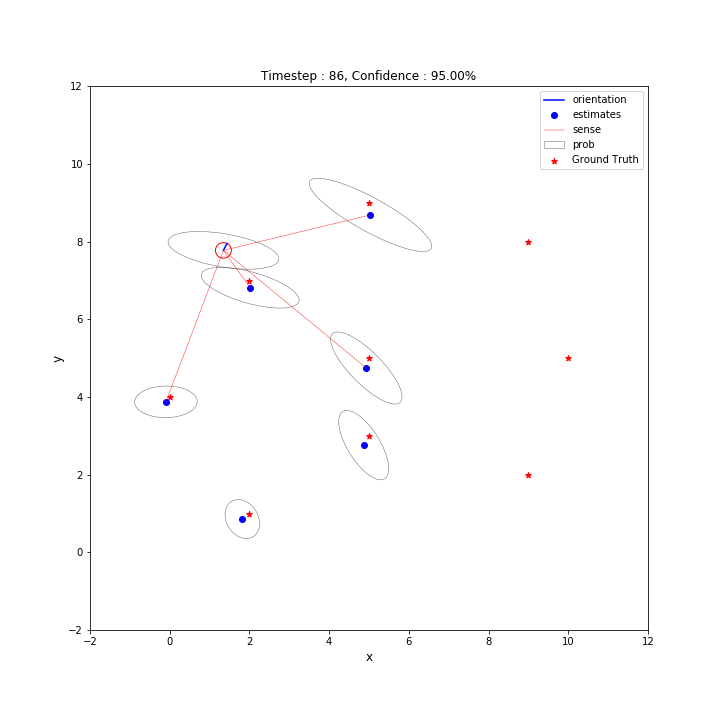 Timestep : 86, Confidence : 95.00%
orientation
estimates
sense
prob
Ground Truth
12
10
8
6
4
2
0
−2
y
−2 0 2 4 6 8 10 12
x